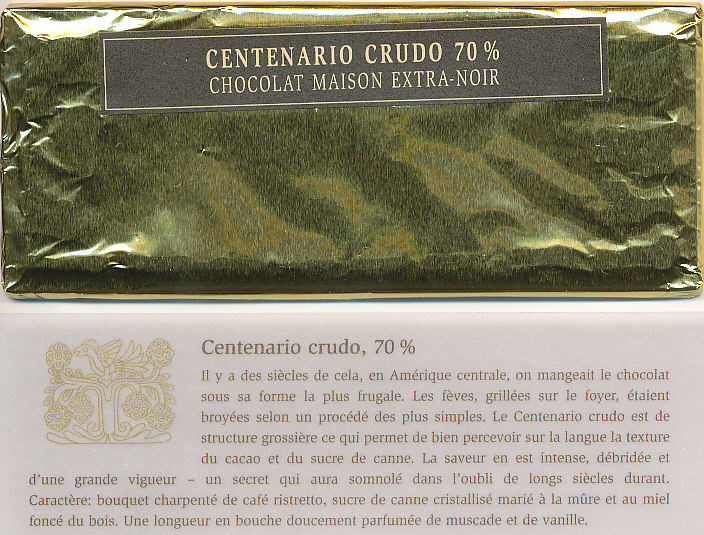 CENTENARIO CRUDO 70 %
CHOCOLAT MAISON EXTRA-NOIR
Centenario crudo, 70 %
Il y a des siècles de cela, en Amérique centrale, on mangeait le chocolat
sous sa forme la plus frugale. Les fèves, grillées sur le foyer, étaient
broyées selon un procédé des plus simples. Le Centenario crudo est de
structure grossière ce qui permet de bien percevoir sur la langue la texture
du cacao et du sucre de canne. La saveur en est intense, débridée et
d'une grande vigueur – un secret qui aura somnolé dans l'oubli de longs siècles durant.
Caractère: bouquet charpenté de café ristretto, sucre de canne cristallisé marié à la mûre et au miel
foncé du bois. Une longueur en bouche doucement parfumée de muscade et de vanille.